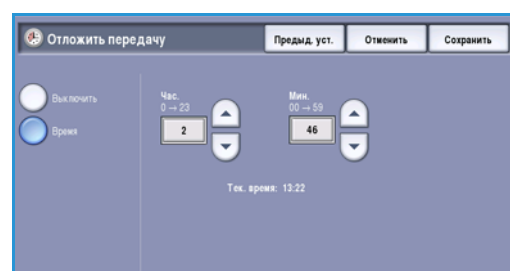 Отложить передачу
Предыд. уст.
Отменить
Сохранить
Выключить
Время
Час.
0 → 23
2
Мин.
00 → 59
46
Тек. время: 13:22